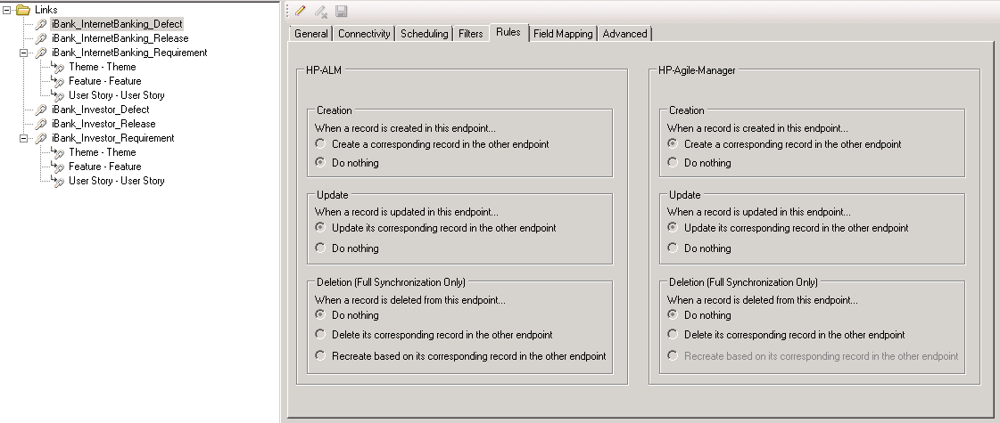 Links
iBank_InternetBanking_Defect
iBank_InternetBanking_Release
iBank_InternetBanking_Requirement
Theme - Theme
Feature - Feature
User Story - User Story
iBank_Investor_Defect
iBank_Investor_Release
iBank_Investor_Requirement
Theme - Theme
Feature - Feature
User Story - User Story
General Connectivity Scheduling Filters Rules Field Mapping Advanced
HP-ALM
Creation
When a record is created in this endpoint...
Create a corresponding record in the other endpoint
Do nothing
Update
When a record is updated in this endpoint...
Update its corresponding record in the other endpoint
Do nothing
Deletion (Full Synchronization Only)
When a record is deleted from this endpoint...
Do nothing
Delete its corresponding record in the other endpoint
Recreate based on its corresponding record in the other endpoint
HP-Agile-Manager
Creation
When a record is created in this endpoint...
Create a corresponding record in the other endpoint
Do nothing
Update
When a record is updated in this endpoint...
Update its corresponding record in the other endpoint
Do nothing
Deletion (Full Synchronization Only)
When a record is deleted from this endpoint...
Do nothing
Delete its corresponding record in the other endpoint
Recreate based on its corresponding record in the other endpoint